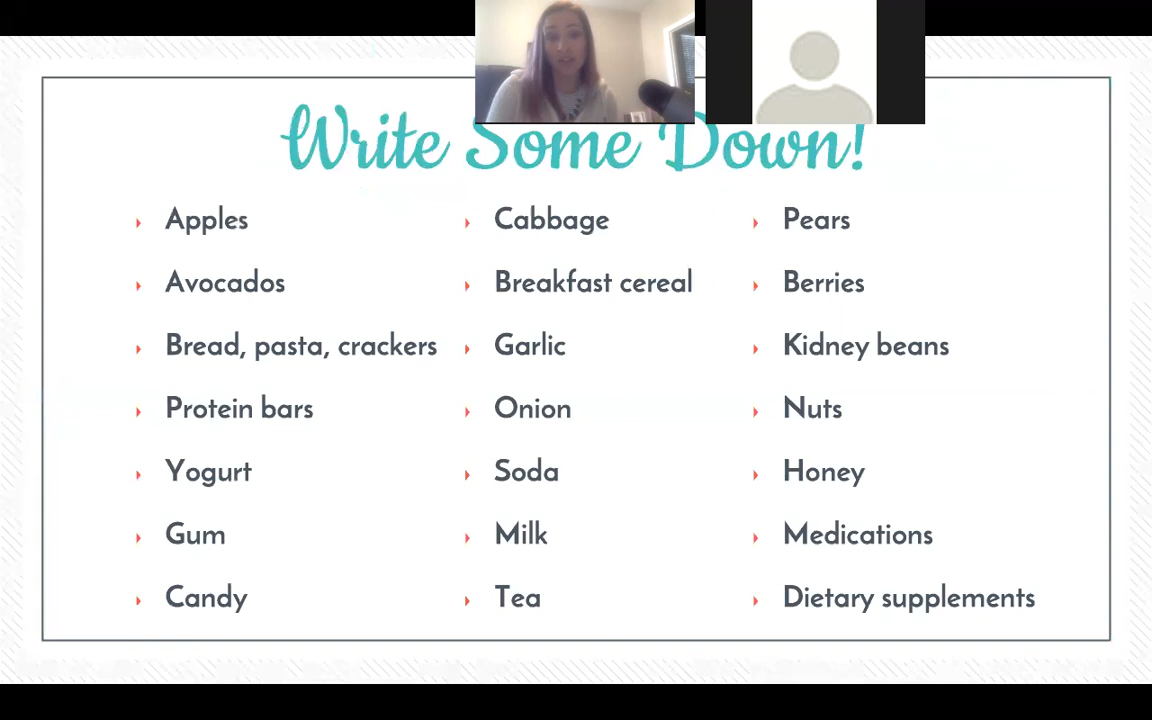 Write Some Down!
Apples
Avocados
Bread, pasta, crackers
Protein bars
Yogurt
Gum
Candy
Cabbage
Breakfast cereal
Garlic
Onion
Soda
Milk
Tea
Pears
Berries
Kidney beans
Nuts
Honey
Medications
Dietary supplements